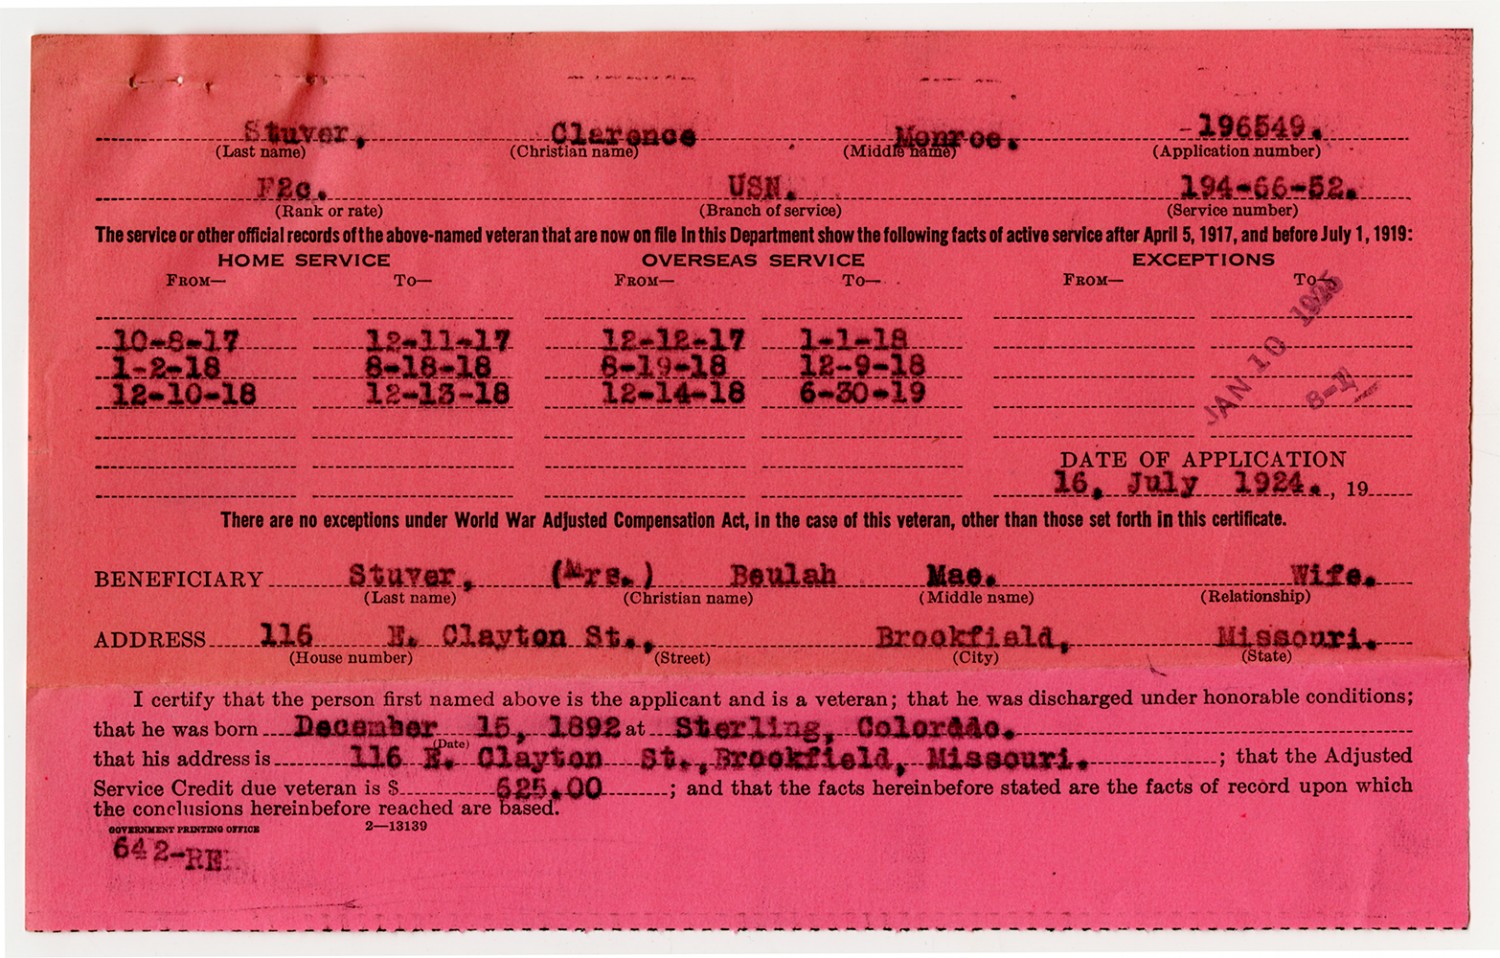 Stuver, Clarence Monroe. -196549.
(Last name) (Christian name) (Middle name) (Application number)
F2c. USN. 194-66-52.
(Rank or rate) (Branch of service) (Service number)
The service or other official records of the above-named veteran that are now on file in this Department show the following facts of active service after April 5, 1917, and before July 1, 1919:
HOME SERVICE OVERSEAS SERVICE EXCEPTIONS
FROM— TO— FROM— TO— FROM— TO—
10-8-17 12-11-17 12-12-17 1-1-18
1-2-18 8-18-18 8-19-18 12-9-18
12-10-18 12-13-18 12-14-18 6-30-19
JAN 10 1925
DATE OF APPLICATION
16, July 1924., 19
There are no exceptions under World War Adjusted Compensation Act, in the case of this veteran, other than those set forth in this certificate.
BENEFICIARY Stuver, (Mrs.) Beulah Mae. Wife.
(Last name) (Christian name) (Middle name) (Relationship)
ADDRESS 116 E. Clayton St., Brookfield, Missouri.
(House number) (Street) (City) (State)
I certify that the person first named above is the applicant and is a veteran; that he was discharged under honorable conditions;
that he was born December 15, 1892 at Sterling, Colorado.
(Date)
that his address is 116 E. Clayton St., Brookfield, Missouri. ; that the Adjusted
Service Credit due veteran is $ 625.00 ; and that the facts hereinbefore stated are the facts of record upon which
the conclusions hereinbefore reached are based.
GOVERNMENT PRINTING OFFICE 2—13139
642-RE